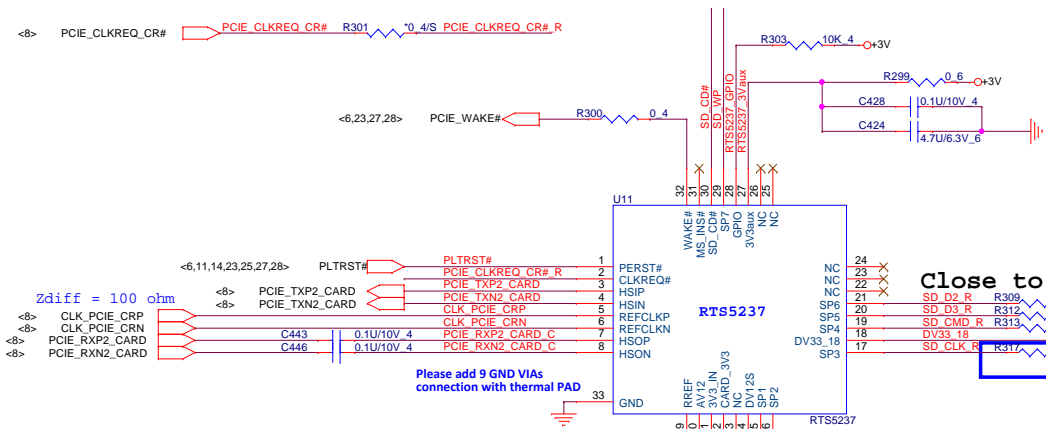 <8> PCIE_CLKREQ_CR# PCIE_CLKREQ_CR# R301 *0_4/S PCIE_CLKREQ_CR#_R
R303 10K_4 +3V
R299 0_6 +3V
C428 0.1U/10V_4
C424 4.7U/6.3V_6
<6,23,27,28> PCIE_WAKE# R300 0_4
SD_CD#
SD_WP
RTS5237_GPIO
RTS5237_3Vaux
32 31 30 29 28 27 26 25
U11
WAKE#
MS_INS#
SD_CD#
SP7
GPIO
3V3aux
NC
NC
<6,11,14,23,25,27,28> PLTRST# PLTRST# 1 PERST#
PCIE_CLKREQ_CR#_R 2 CLKREQ#
<8> PCIE_TXP2_CARD PCIE_TXP2_CARD 3 HSIP
<8> PCIE_TXN2_CARD PCIE_TXN2_CARD 4 HSIN
Zdiff = 100 ohm
<8> CLK_PCIE_CRP CLK_PCIE_CRP 5 REFCLKP
<8> CLK_PCIE_CRN CLK_PCIE_CRN 6 REFCLKN
<8> PCIE_RXP2_CARD C443 0.1U/10V_4 PCIE_RXP2_CARD_C 7 HSOP
<8> PCIE_RXN2_CARD C446 0.1U/10V_4 PCIE_RXN2_CARD_C 8 HSON
RTS5237
NC 24
NC 23
NC 22
Close to
SP6 21 SD_D2_R R309
SP5 20 SD_D3_R R312
SP4 19 SD_CMD_R R313
DV33_18 18 DV33_18
SP3 17 SD_CLK_R R317
Please add 9 GND VIAs
connection with thermal PAD
33 GND
RREF
AV12
3V3_IN
CARD_3V3
NC
DV12S
SP1
SP2
9 0 1 2 3 4 5 6
RTS5237